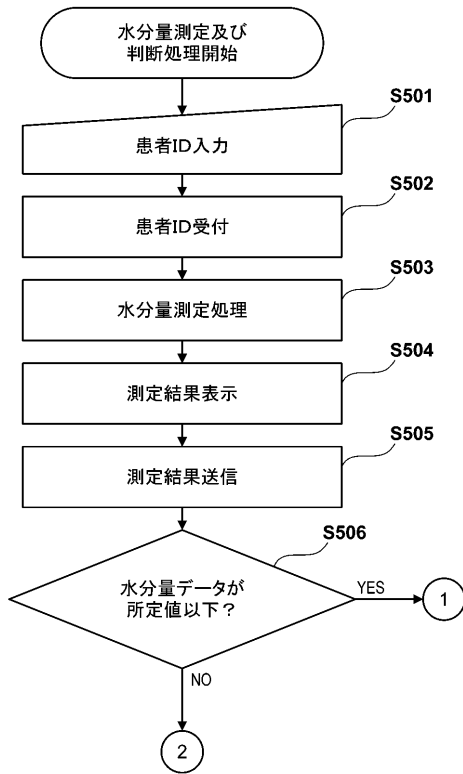 水分量測定及び
判断処理開始
S501
患者ID入力
S502
患者ID受付
S503
水分量測定処理
S504
測定結果表示
S505
測定結果送信
S506
水分量データが
所定値以下？
YES
1
NO
2